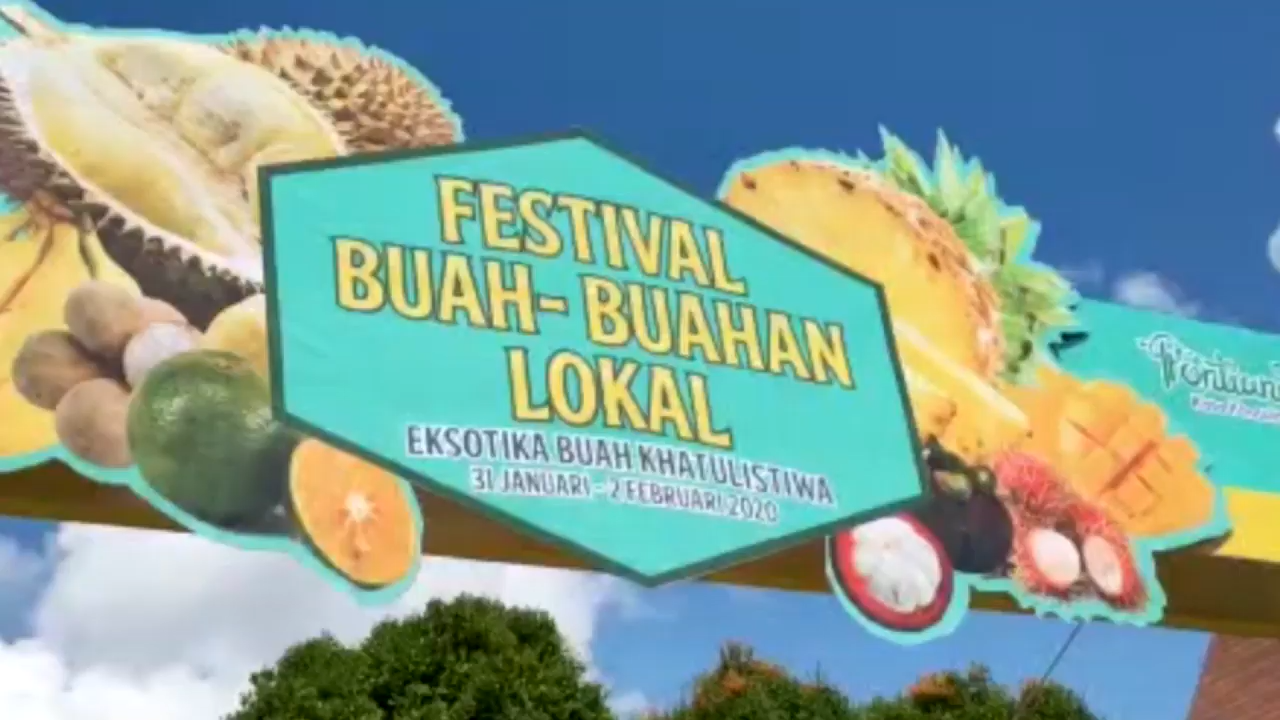 FESTIVAL
BUAH- BUAHAN
LOKAL
EKSOTIKA BUAH KHATULISTIWA
31 JANUARI - 2 FEBRUARI 2020